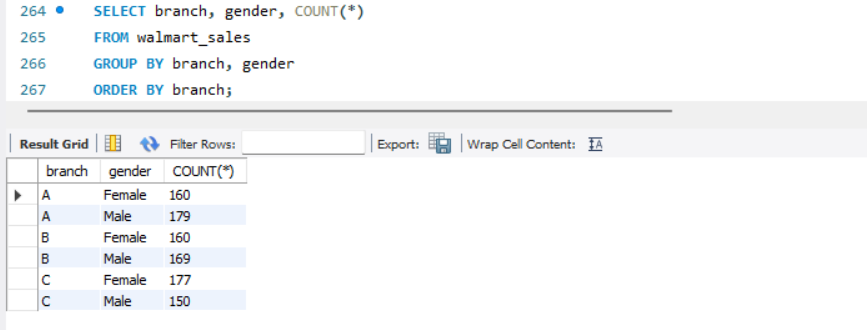 264 SELECT branch, gender, COUNT(*)
265 FROM walmart_sales
266 GROUP BY branch, gender
267 ORDER BY branch;
Result Grid Filter Rows: Export: Wrap Cell Content: IA
branch gender COUNT(*)
A Female 160
A Male 179
B Female 160
B Male 169
C Female 177
C Male 150